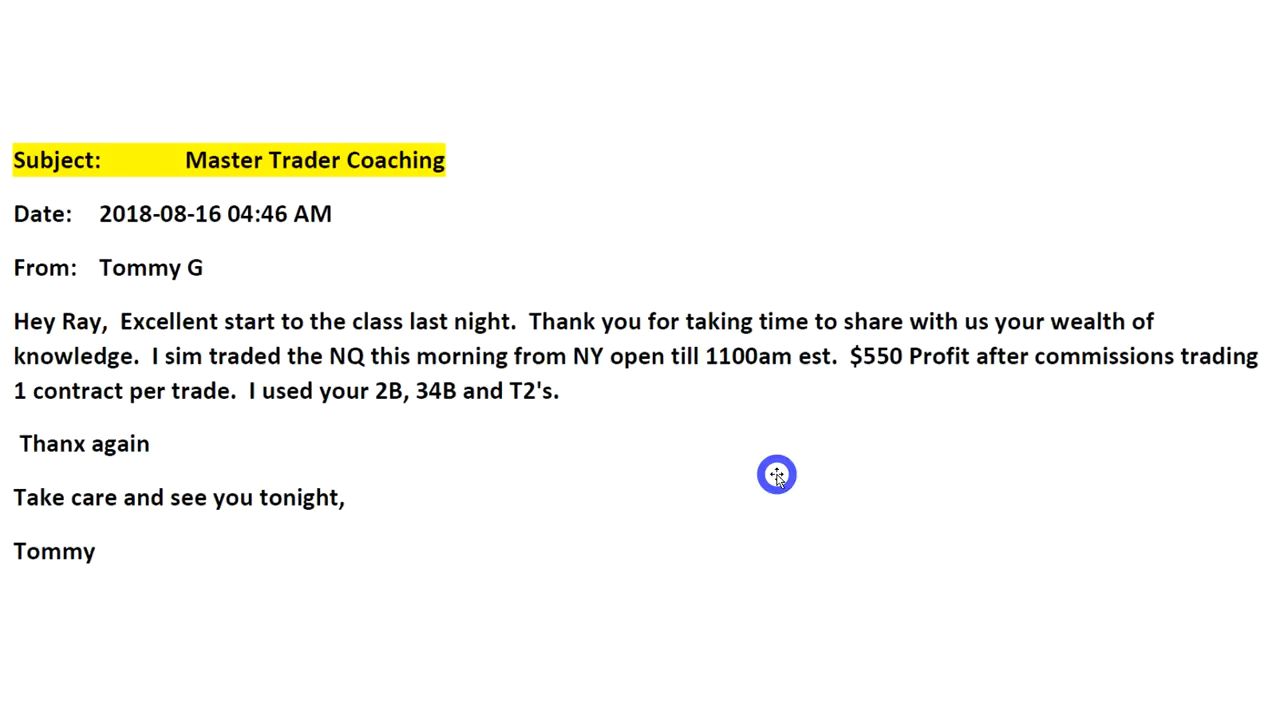 Subject: Master Trader Coaching
Date: 2018-08-16 04:46 AM
From: Tommy G
Hey Ray, Excellent start to the class last night. Thank you for taking time to share with us your wealth of
knowledge. I sim traded the NQ this morning from NY open till 1100am est. $550 Profit after commissions trading
1 contract per trade. I used your 2B, 34B and T2's.
Thanx again
Take care and see you tonight,
Tommy